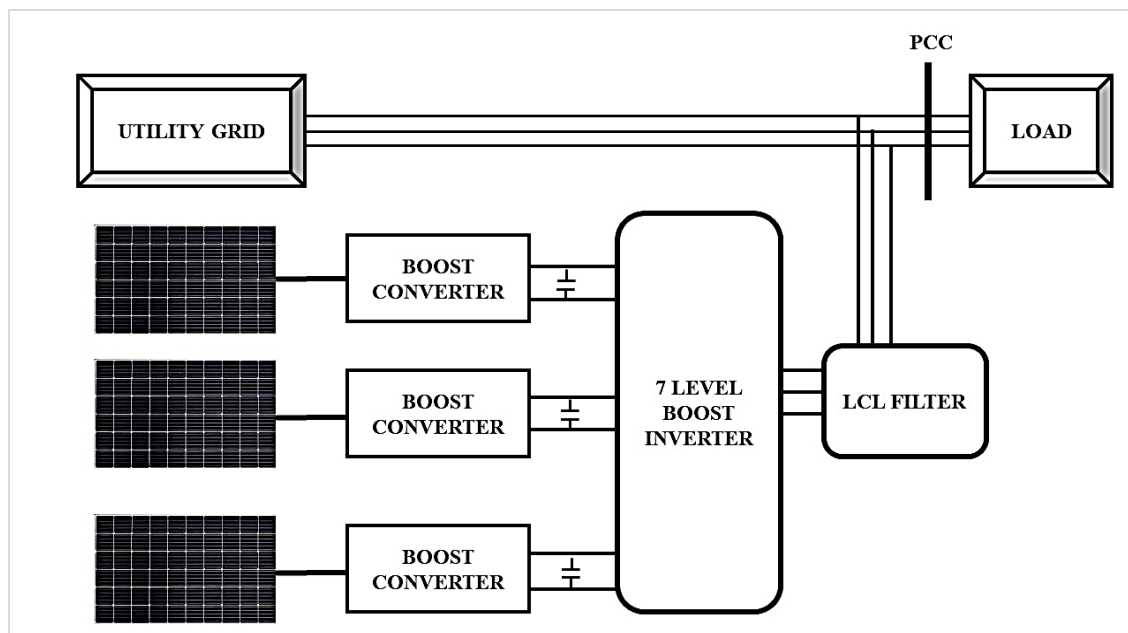 PCC
UTILITY GRID
LOAD
BOOST
CONVERTER
BOOST
CONVERTER
7 LEVEL
BOOST
INVERTER
LCL FILTER
BOOST
CONVERTER